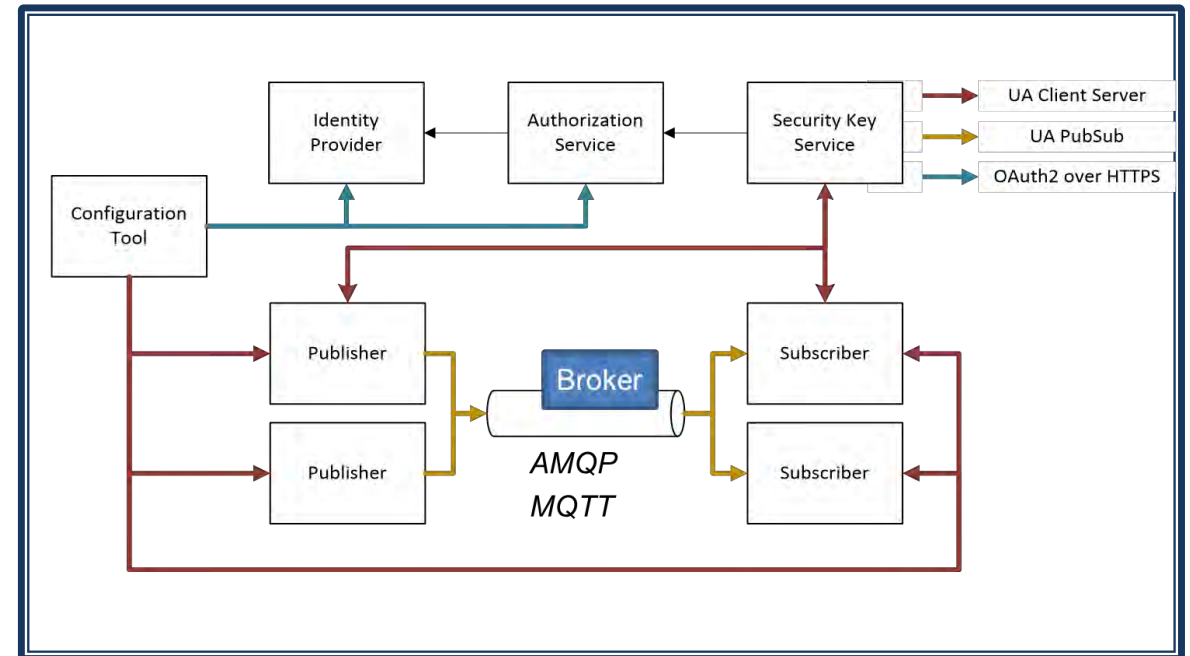 Identity
Provider
Authorization
Service
Security Key
Service
UA Client Server
UA PubSub
OAuth2 over HTTPS
Configuration
Tool
Publisher
Broker
Subscriber
Publisher
AMQP
MQTT
Subscriber